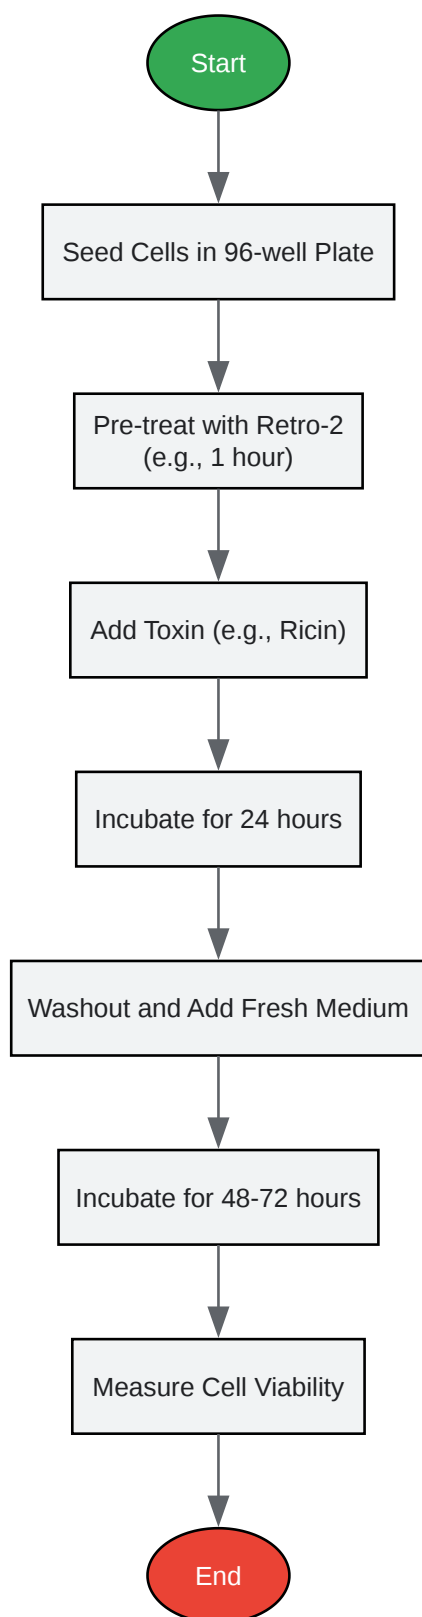 Start
Seed Cells in 96-well Plate
Pre-treat with Retro-2
(e.g., 1 hour)
Add Toxin (e.g., Ricin)
Incubate for 24 hours
Washout and Add Fresh Medium
Incubate for 48-72 hours
Measure Cell Viability
End